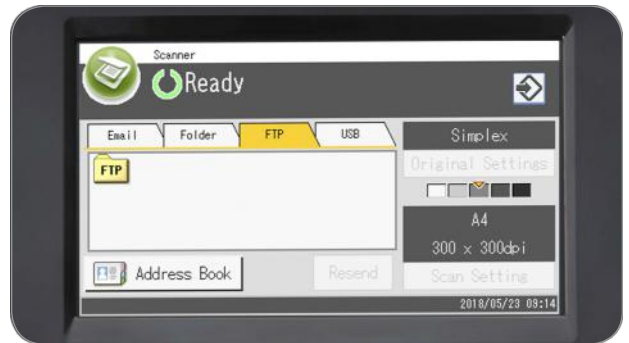 Scanner
Ready
Email Folder FTP USB
FTP
Address Book
Resend
Simplex
Original Settings
A4
300 × 300dpi
Scan Setting
2018/05/23 09:14